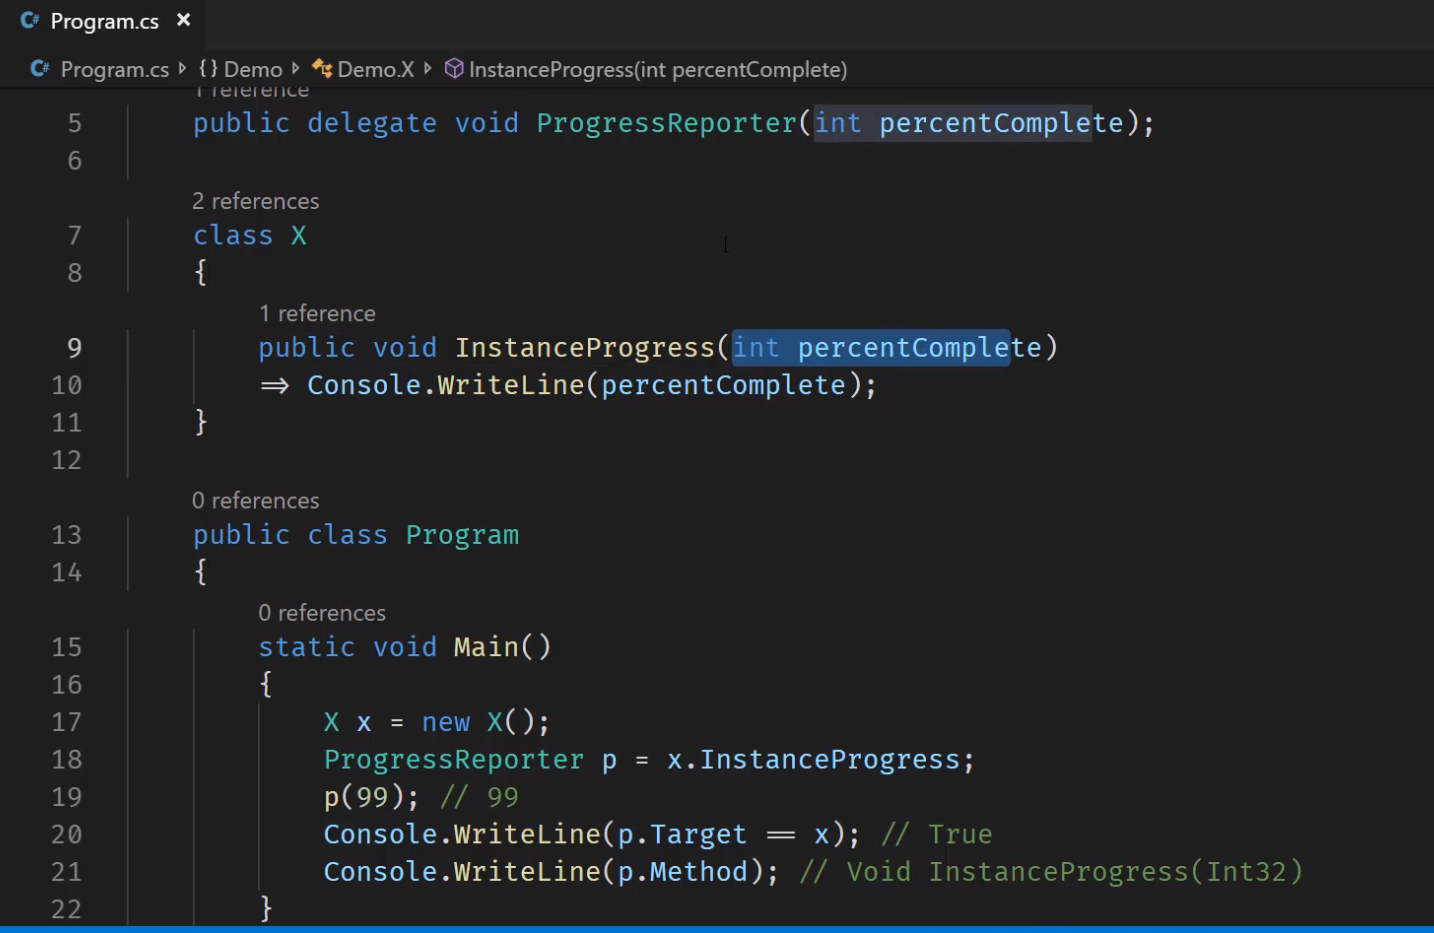 Program.cs ×
Program.cs {} Demo Demo.X InstanceProgress(int percentComplete)
1 reference
5 public delegate void ProgressReporter(int percentComplete);
6
2 references
7 class X
8 {
1 reference
9 public void InstanceProgress(int percentComplete)
10 => Console.WriteLine(percentComplete);
11 }
12
0 references
13 public class Program
14 {
0 references
15 static void Main()
16 {
17 X x = new X();
18 ProgressReporter p = x.InstanceProgress;
19 p(99); // 99
20 Console.WriteLine(p.Target == x); // True
21 Console.WriteLine(p.Method); // Void InstanceProgress(Int32)
22 }